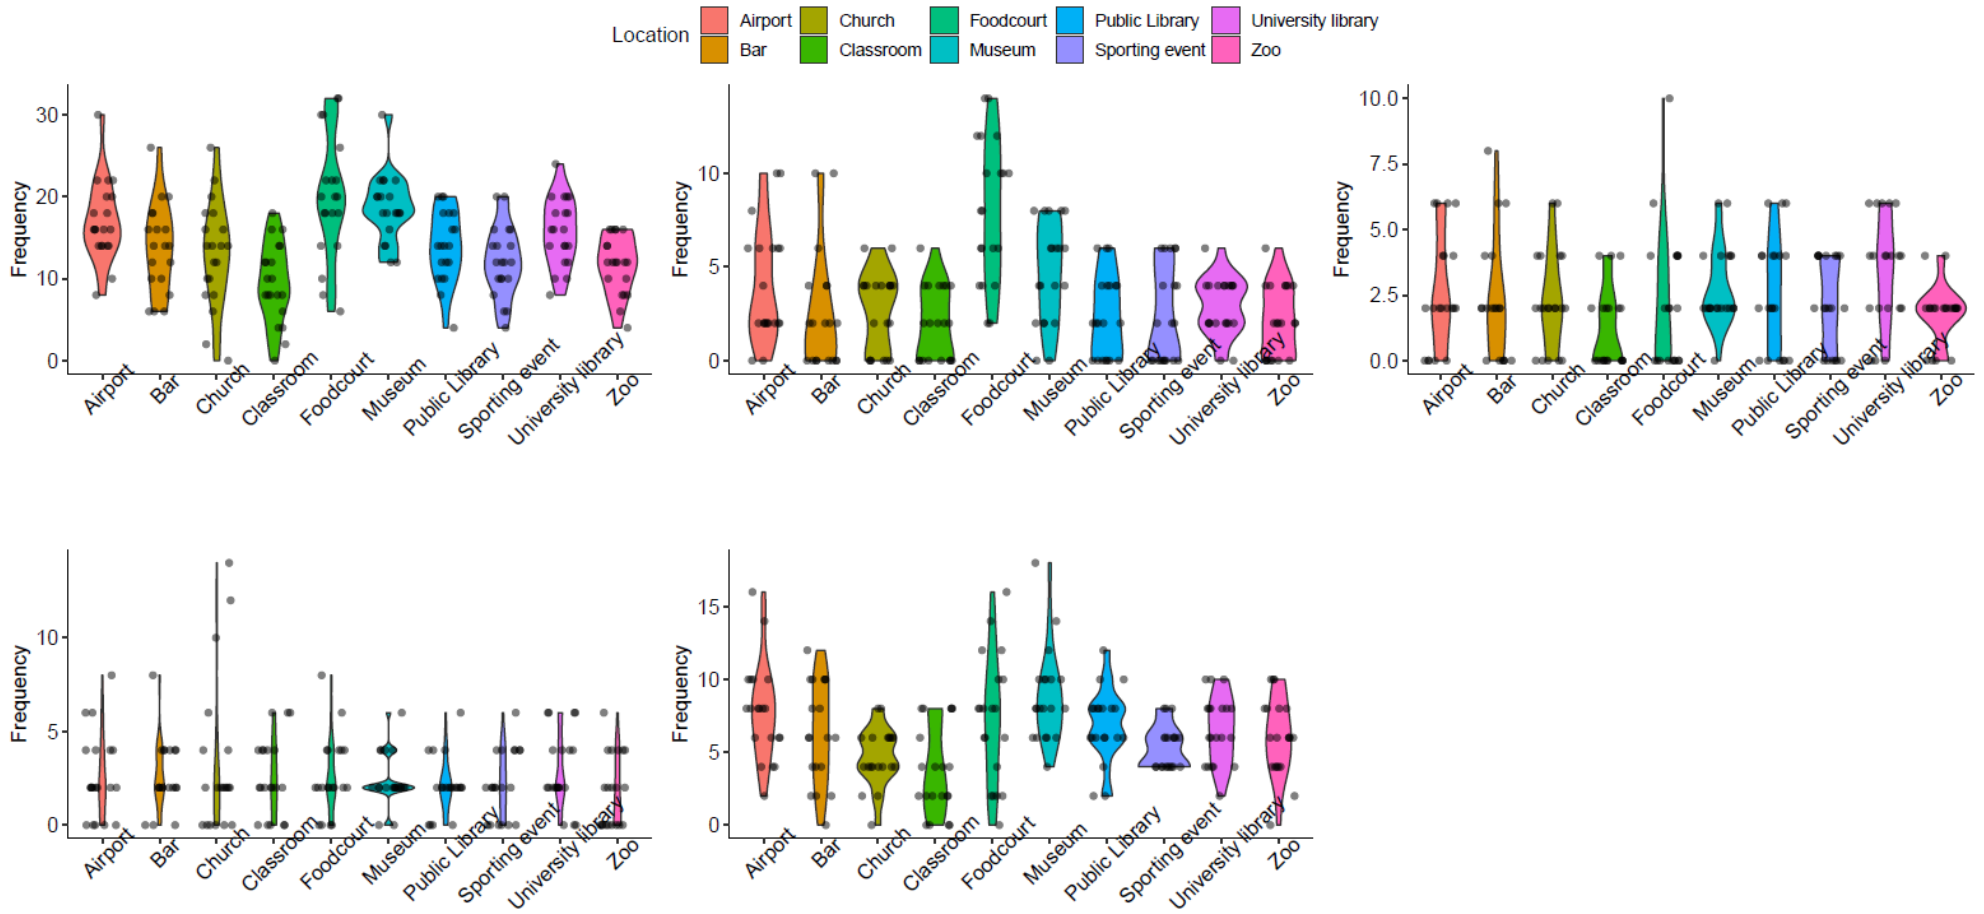 Location Airport Church Foodcourt Public Library University library
Bar Classroom Museum Sporting event Zoo
Frequency
30
20
10
0
Airport Bar Church Classroom Foodcourt Museum Public Library Sporting event University library Zoo
Frequency
10
5
0
Airport Bar Church Classroom Foodcourt Museum Public Library Sporting event University library Zoo
Frequency
10.0
7.5
5.0
2.5
0.0
Airport Bar Church Classroom Foodcourt Museum Public Library Sporting event University library Zoo
Frequency
10
5
0
Airport Bar Church Classroom Foodcourt Museum Public Library Sporting event University library Zoo
Frequency
15
10
5
0
Airport Bar Church Classroom Foodcourt Museum Public Library Sporting event University library Zoo